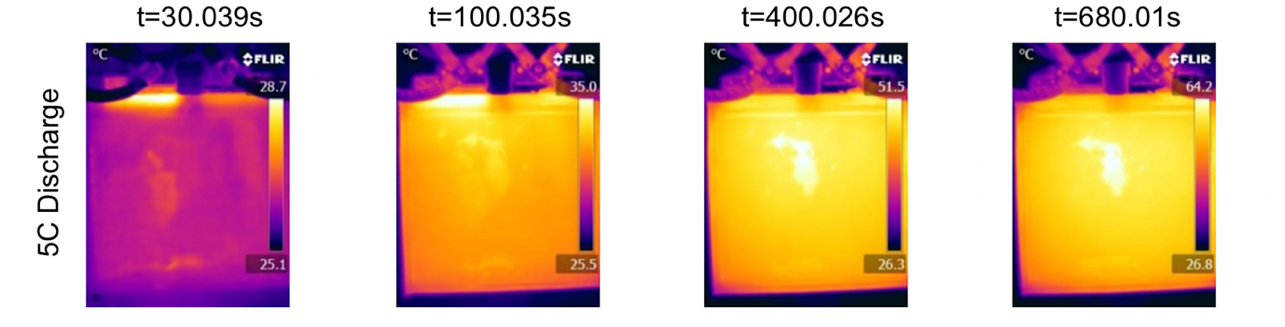 t=30.039s
t=100.035s
t=400.026s
t=680.01s
5C Discharge
°C
FLIR
28.7
25.1
°C
FLIR
35.0
25.5
°C
FLIR
51.5
26.3
°C
FLIR
64.2
26.8